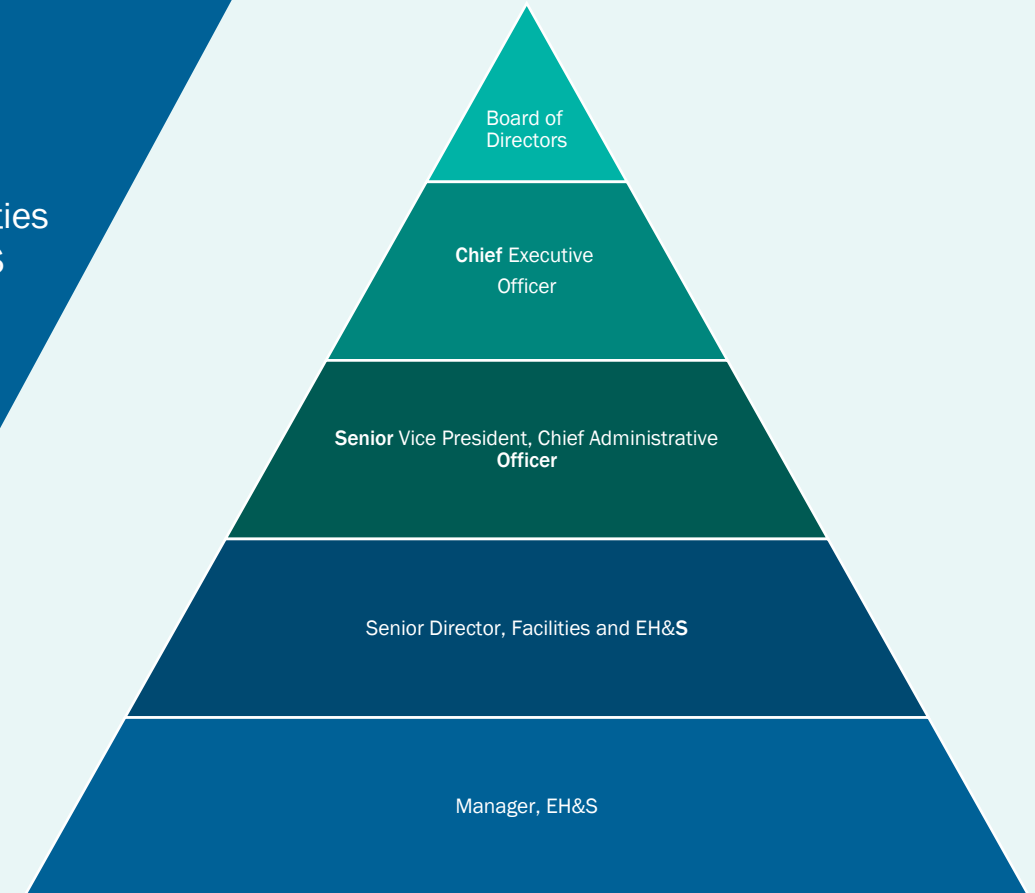 ties
s
Board of
Directors
Chief Executive
Officer
Senior Vice President, Chief Administrative
Officer
Senior Director, Facilities and EH&S
Manager, EH&S